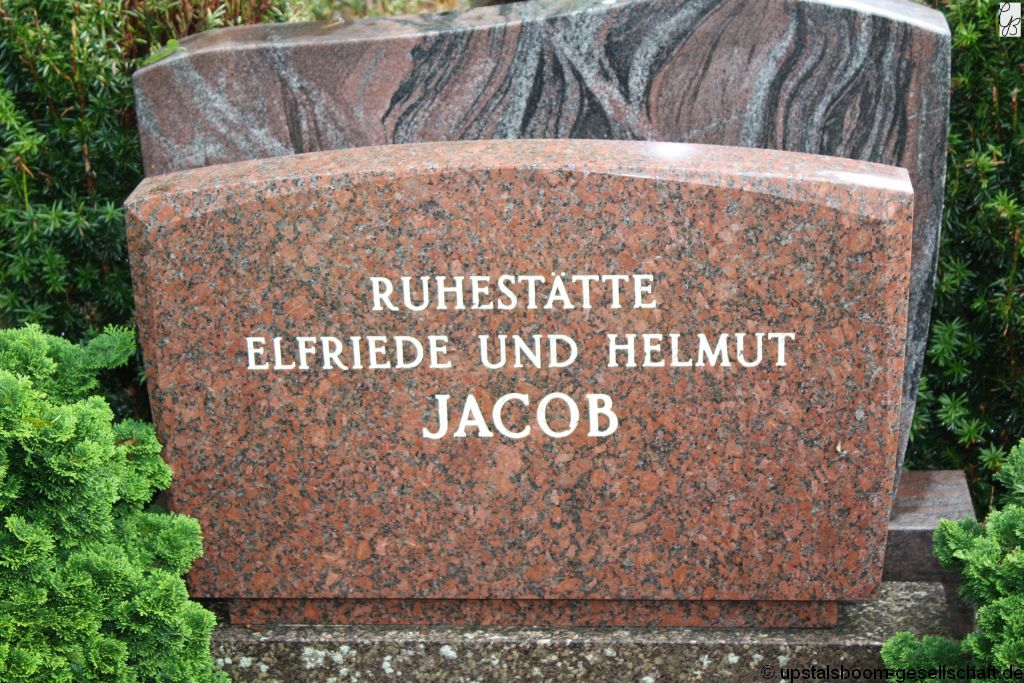 RUHESTÄTTE
ELFRIEDE UND HELMUT
JACOB
© upstalsboom-gesellschaft.de